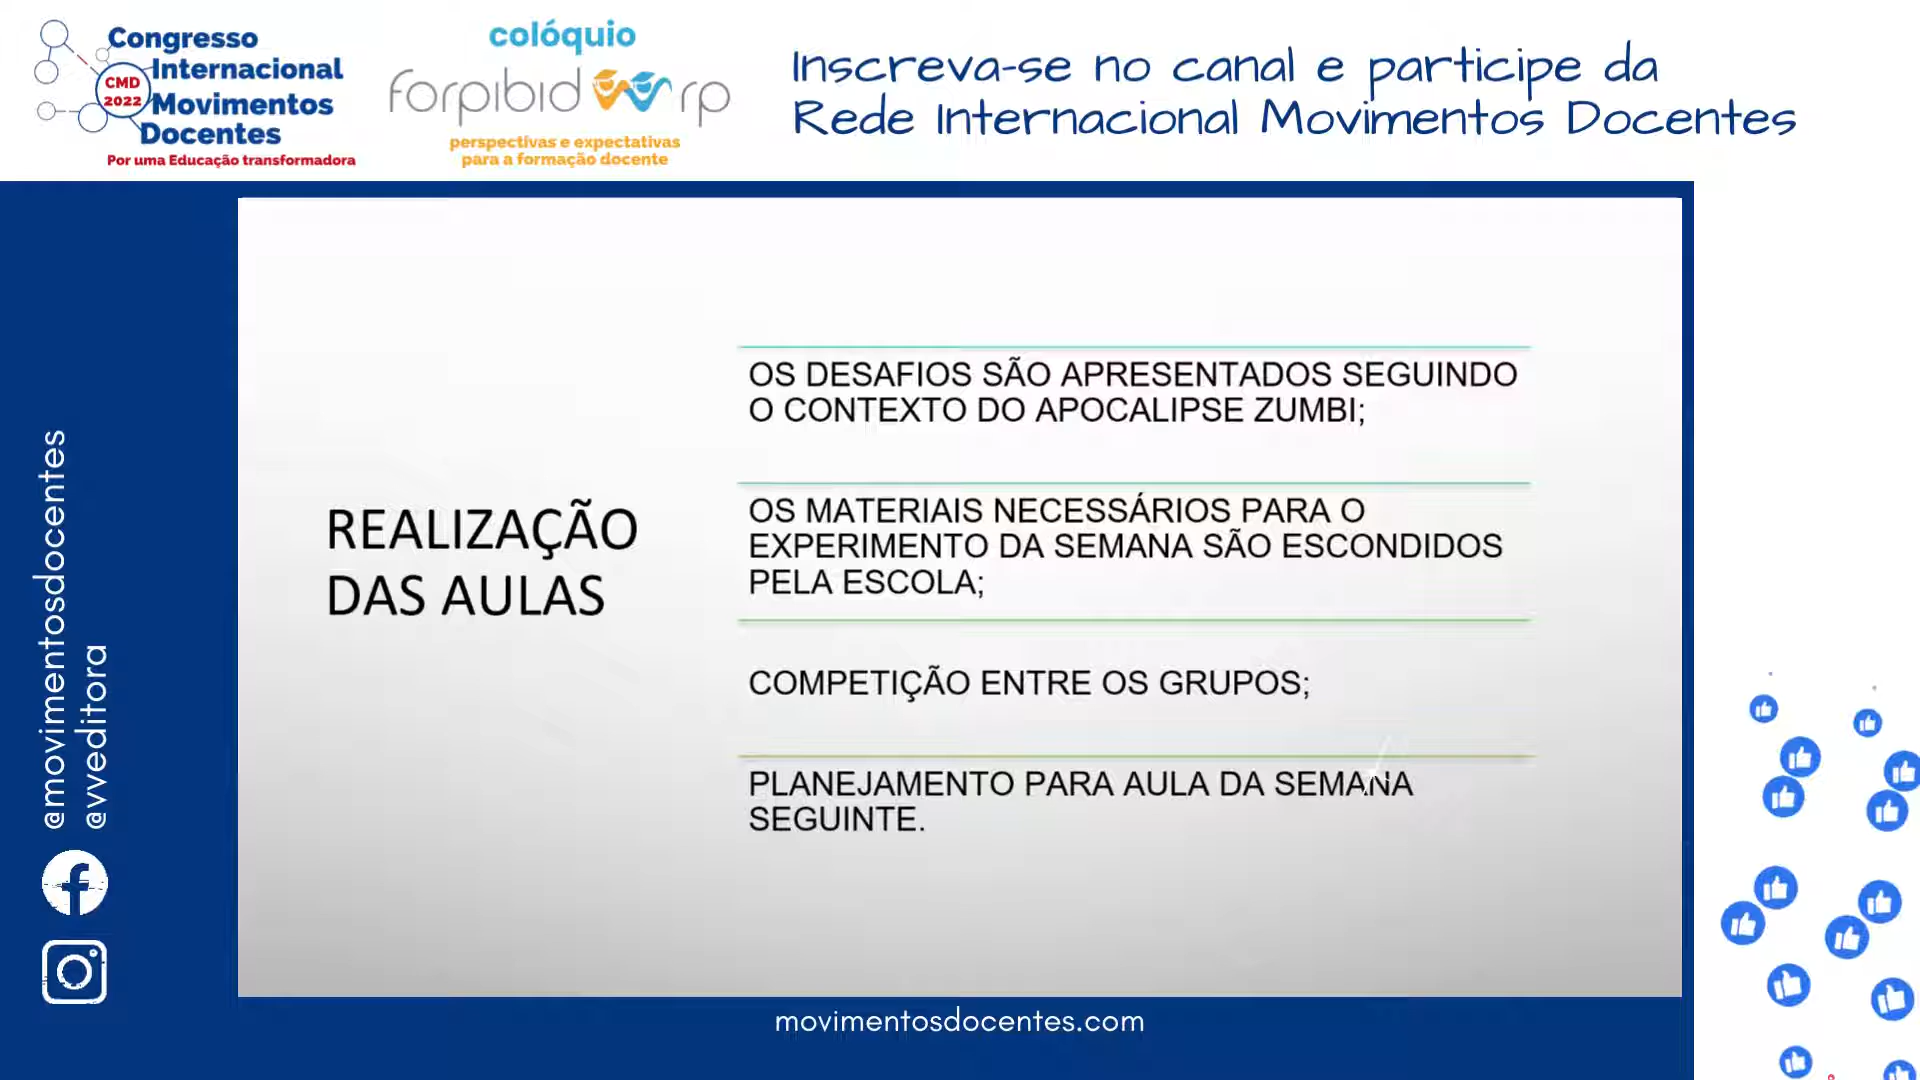 Congresso
Internacional
CMD
2022
Movimentos
Docentes
Por uma Educação transformadora
colóquio
forpibid rp
perspectivas e expectativas
para a formação docente
Inscreva-se no canal e participe da
Rede Internacional Movimentos Docentes
@movimentosdocentes
@vveditora
REALIZAÇÃO
DAS AULAS
OS DESAFIOS SÃO APRESENTADOS SEGUINDO
O CONTEXTO DO APOCALIPSE ZUMBI;
OS MATERIAIS NECESSÁRIOS PARA O
EXPERIMENTO DA SEMANA SÃO ESCONDIDOS
PELA ESCOLA;
COMPETIÇÃO ENTRE OS GRUPOS;
PLANEJAMENTO PARA AULA DA SEMANA
SEGUINTE.
movimentosdocentes.com